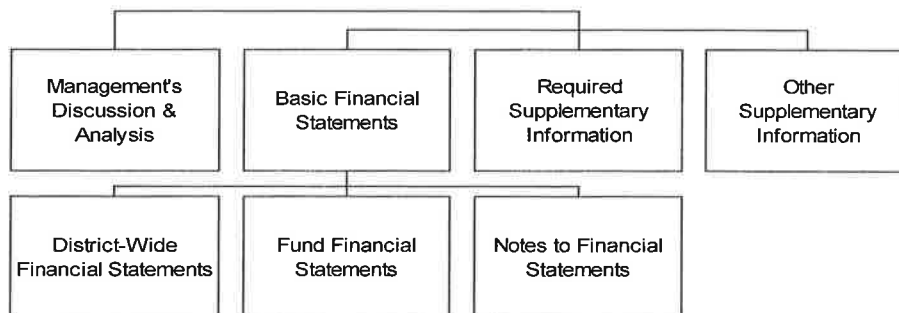 Management's
Discussion &
Analysis
Basic Financial
Statements
Required
Supplementary
Information
Other
Supplementary
Information
District-Wide
Financial Statements
Fund Financial
Statements
Notes to Financial
Statements